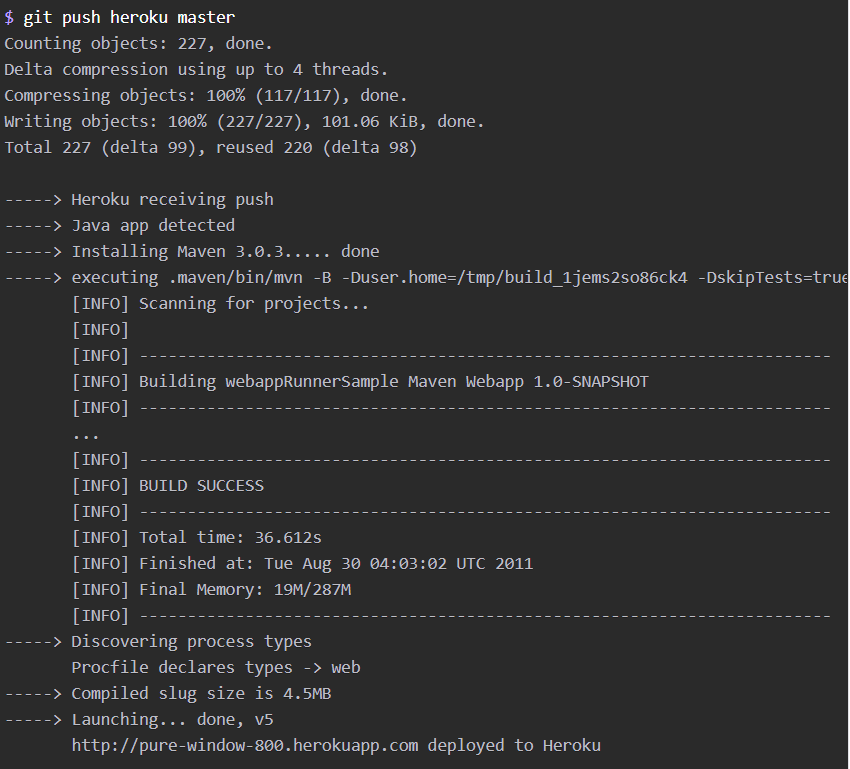 $ git push heroku master
Counting objects: 227, done.
Delta compression using up to 4 threads.
Compressing objects: 100% (117/117), done.
Writing objects: 100% (227/227), 101.06 KiB, done.
Total 227 (delta 99), reused 220 (delta 98)

-----> Heroku receiving push
-----> Java app detected
-----> Installing Maven 3.0.3..... done
-----> executing .maven/bin/mvn -B -Duser.home=/tmp/build_1jems2so86ck4 -DskipTests=true
       [INFO] Scanning for projects...
       [INFO]
       [INFO] ------------------------------------------------------------------------
       [INFO] Building webappRunnerSample Maven Webapp 1.0-SNAPSHOT
       [INFO] ------------------------------------------------------------------------
       ...
       [INFO] ------------------------------------------------------------------------
       [INFO] BUILD SUCCESS
       [INFO] ------------------------------------------------------------------------
       [INFO] Total time: 36.612s
       [INFO] Finished at: Tue Aug 30 04:03:02 UTC 2011
       [INFO] Final Memory: 19M/287M
       [INFO] ------------------------------------------------------------------------
-----> Discovering process types
       Procfile declares types -> web
-----> Compiled slug size is 4.5MB
-----> Launching... done, v5
       http://pure-window-800.herokuapp.com deployed to Heroku